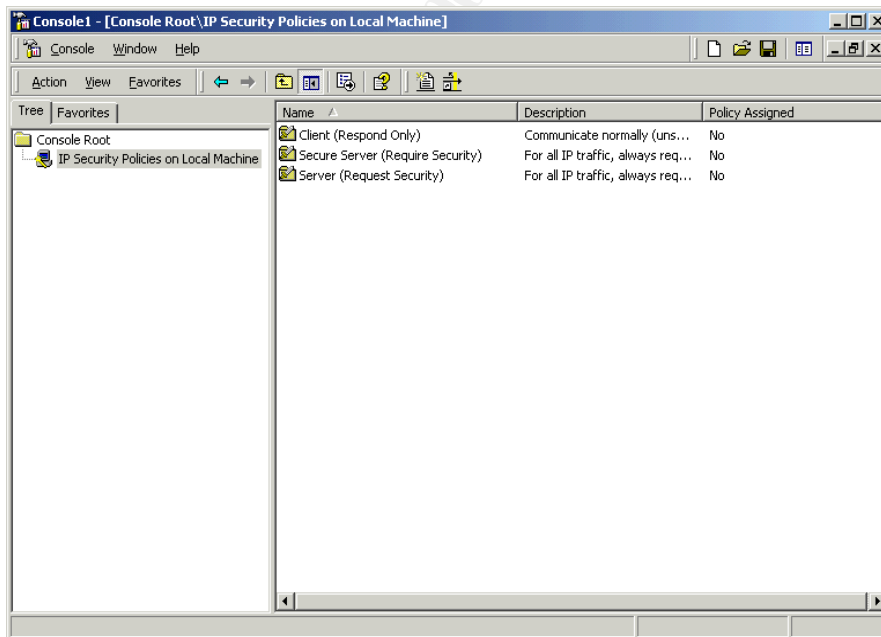 Console1 - [Console Root\IP Security Policies on Local Machine]
Console Window Help
Action View Favorites
Tree Favorites
Name Description Policy Assigned
Console Root
IP Security Policies on Local Machine
Client (Respond Only) Communicate normally (uns... No
Secure Server (Require Security) For all IP traffic, always req... No
Server (Request Security) For all IP traffic, always req... No